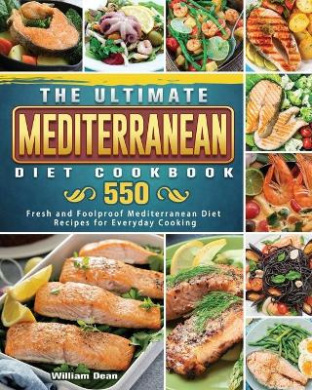 THE ULTIMATE
MEDITERRANEAN
DIET COOKBOOK
550
Fresh and Foolproof Mediterranean Diet
Recipes for Everyday Cooking
William Dean